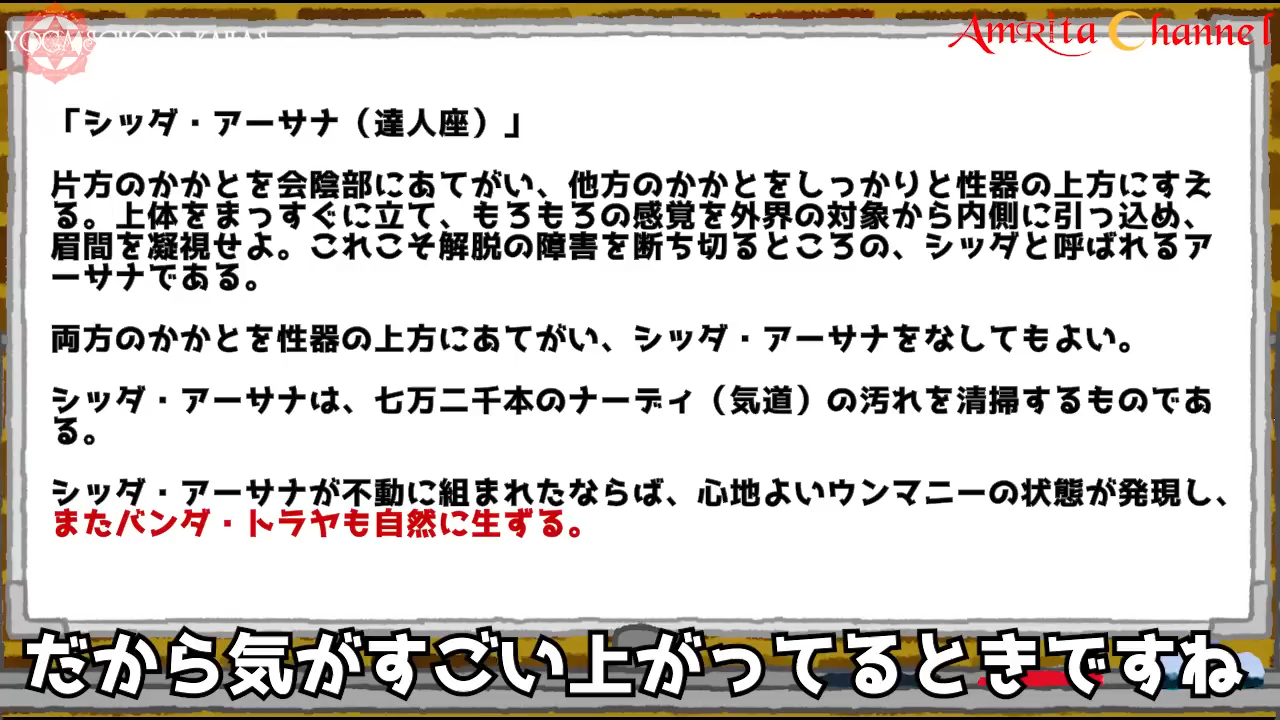 YOGA SCHOOL KAILAS
Amrita Channel
「シッダ・アーサナ（達人座）」
片方のかかとを会陰部にあてがい、他方のかかとをしっかりと性器の上方にすえ
る。上体をまっすぐに立て、もろもろの感覚を外界の対象から内側に引っ込め、
眉間を凝視せよ。これこそ解脱の障害を断ち切るところの、シッダと呼ばれるア
ーサナである。
両方のかかとを性器の上方にあてがい、シッダ・アーサナをなしてもよい。
シッダ・アーサナは、七万二千本のナーディ（気道）の汚れを清掃するものであ
る。
シッダ・アーサナが不動に組まれたならば、心地よいウンマニーの状態が発現し、
またバンダ・トラヤも自然に生ずる。
だから気がすごい上がってるときですね